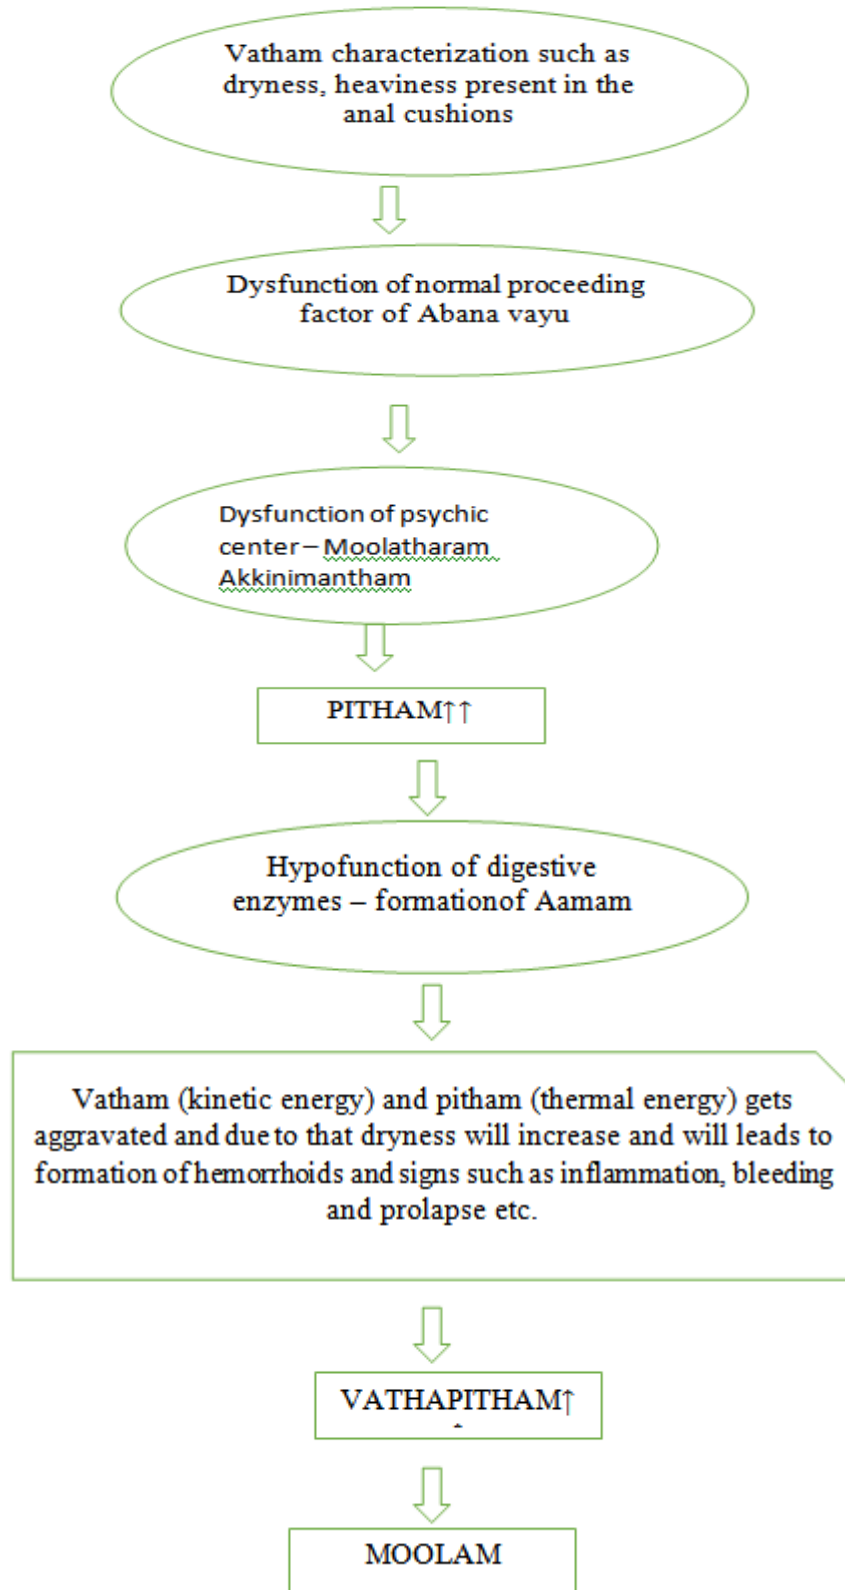 Vatham characterization such as
dryness, heaviness present in the
anal cushions
Dysfunction of normal proceeding
factor of Abana vayu
Dysfunction of psychic
center – Moolatharam
Akkinimantham
PITHAM↑↑
Hypofunction of digestive
enzymes – formationof Aamam
Vatham (kinetic energy) and pitham (thermal energy) gets
aggravated and due to that dryness will increase and will leads to
formation of hemorrhoids and signs such as inflammation, bleeding
and prolapse etc.
VATHAPITHAM↑
MOOLAM